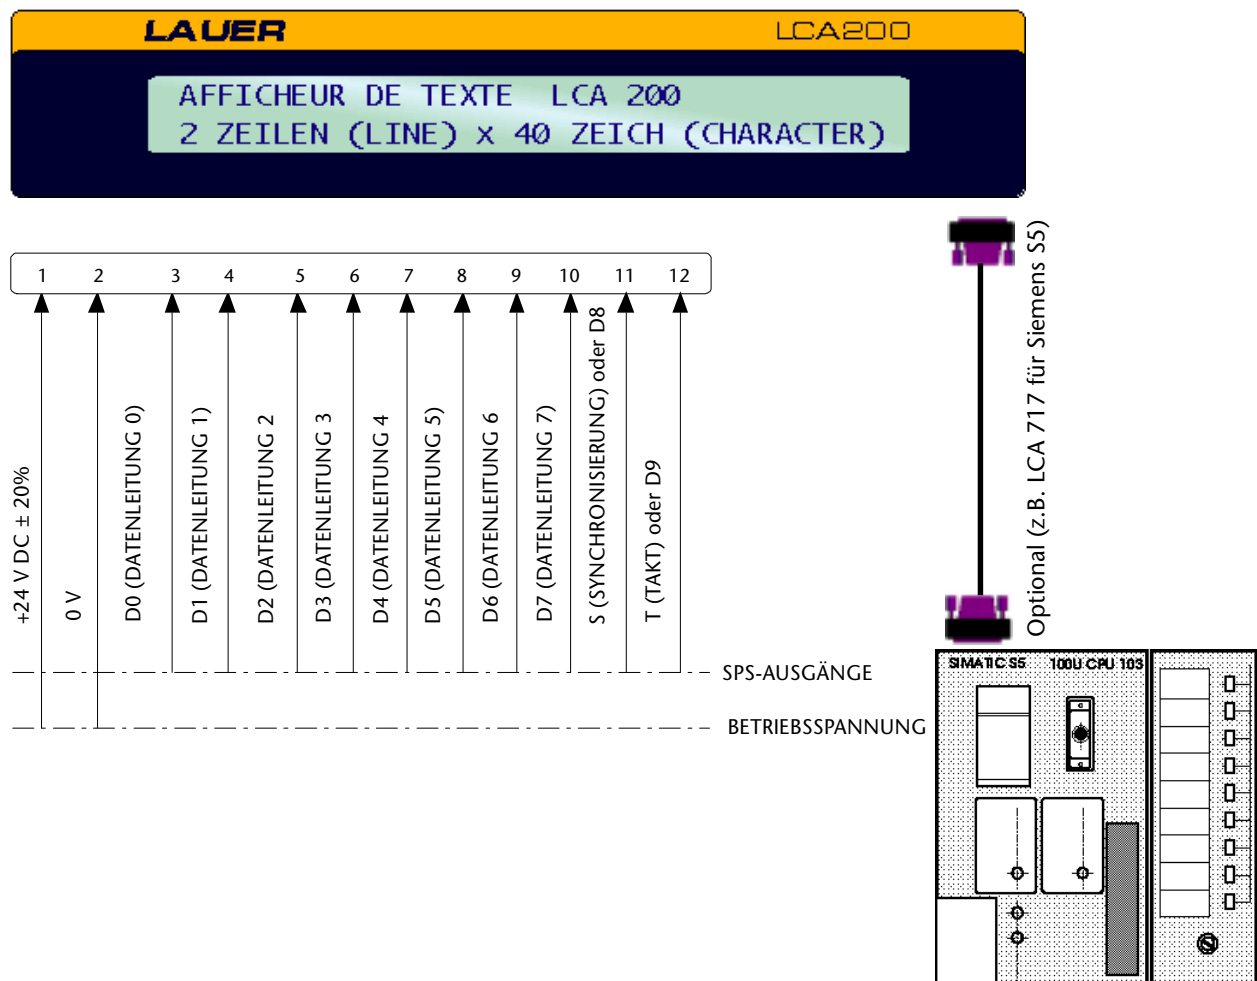 LAUER
LCA200
AFFICHEUR DE TEXTE LCA 200
2 ZEILEN (LINE) x 40 ZEICH (CHARACTER)
1 2 3 4 5 6 7 8 9 10 11 12
+24 V DC ± 20%
0 V
D0 (DATENLEITUNG 0)
D1 (DATENLEITUNG 1)
D2 (DATENLEITUNG 2
D3 (DATENLEITUNG 3
D4 (DATENLEITUNG 4
D5 (DATENLEITUNG 5)
D6 (DATENLEITUNG 6
D7 (DATENLEITUNG 7)
S (SYNCHRONISIERUNG) oder D8
T (TAKT) oder D9
SPS-AUSGÄNGE
BETRIEBSSPANNUNG
Optional (z.B. LCA 717 für Siemens S5)
SIMATIC S5 100U CPU 103